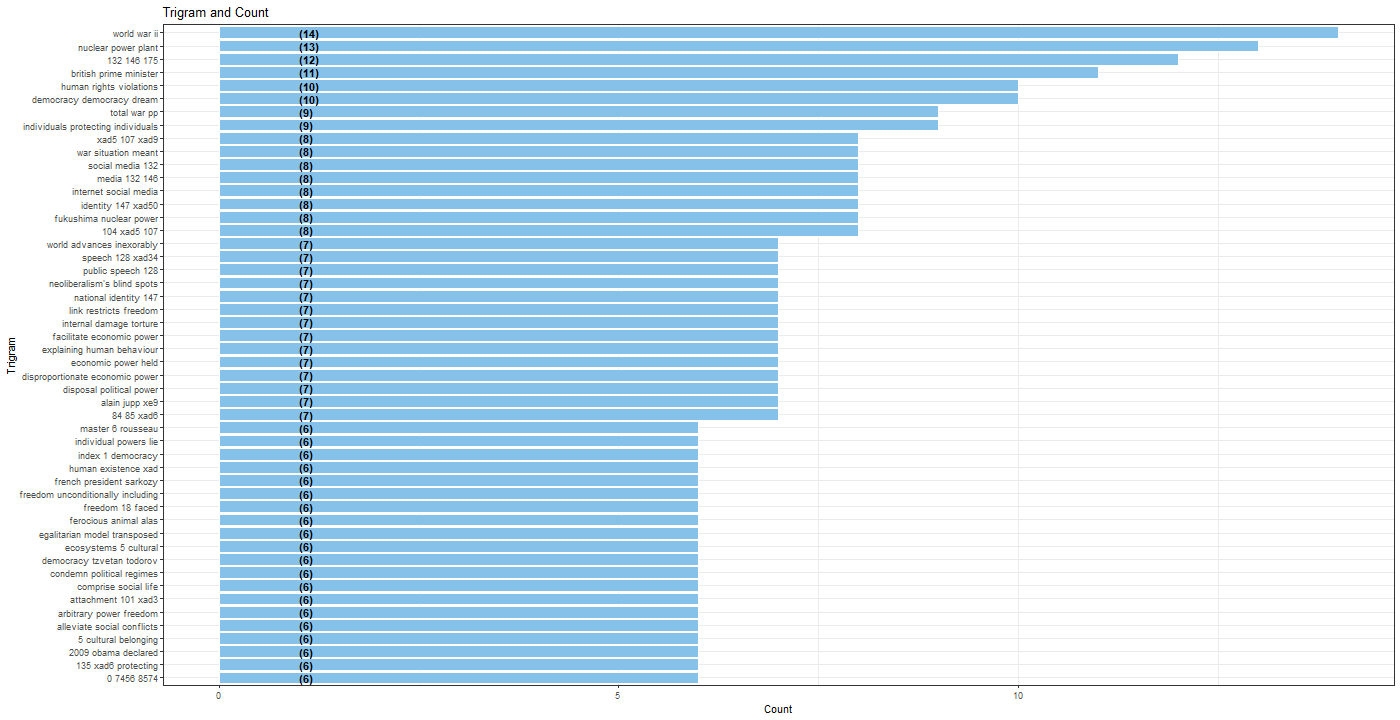 Trigram and Count
world war ii (14)
nuclear power plant (13)
132 146 175 (12)
british prime minister (11)
human rights violations (10)
democracy democracy dream (10)
total war pp (9)
individuals protecting individuals (9)
xad5 107 xad9 (8)
war situation meant (8)
social media 132 (8)
media 132 146 (8)
internet social media (8)
identity 147 xad50 (8)
fukushima nuclear power (8)
104 xad5 107 (8)
world advances inexorably (7)
speech 128 xad34 (7)
public speech 128 (7)
neoliberalism's blind spots (7)
national identity 147 (7)
link restricts freedom (7)
internal damage torture (7)
facilitate economic power (7)
explaining human behaviour (7)
economic power held (7)
disproportionate economic power (7)
disposal political power (7)
alain jupp xe9 (7)
84 85 xad6 (7)
master 6 rousseau (6)
individual powers lie (6)
index 1 democracy (6)
human existence xad (6)
french president sarkozy (6)
freedom unconditionally including (6)
freedom 18 faced (6)
ferocious animal alas (6)
egalitarian model transposed (6)
ecosystems 5 cultural (6)
democracy tzvetan todorov (6)
condemn political regimes (6)
comprise social life (6)
attachment 101 xad3 (6)
arbitrary power freedom (6)
alleviate social conflicts (6)
5 cultural belonging (6)
2009 obama declared (6)
135 xad6 protecting (6)
0 7456 8574 (6)
Trigram
0 5 10
Count